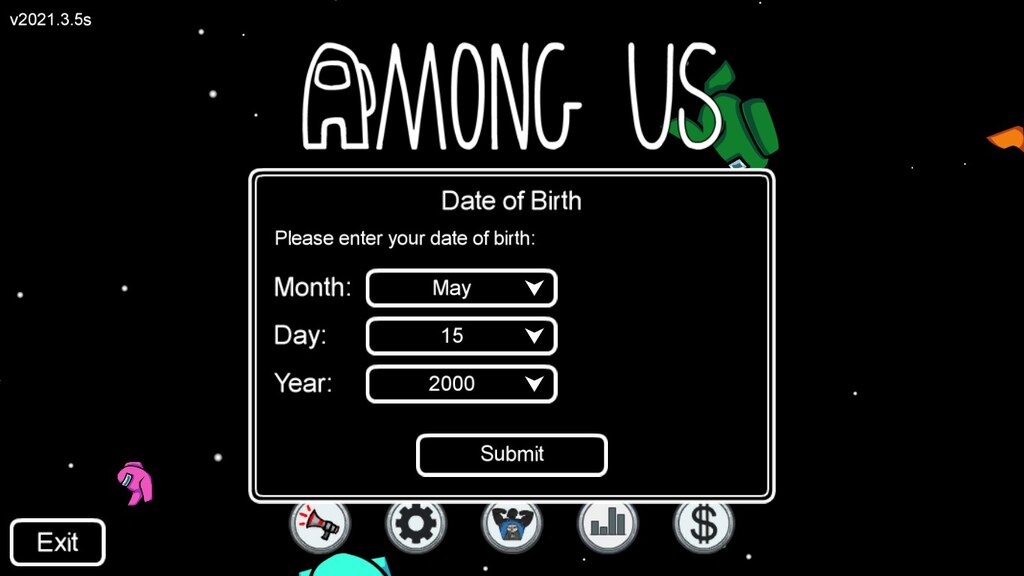 v2021.3.5s
AMONG US
Date of Birth
Please enter your date of birth:
Month: May
Day: 15
Year: 2000
Submit
$
Exit